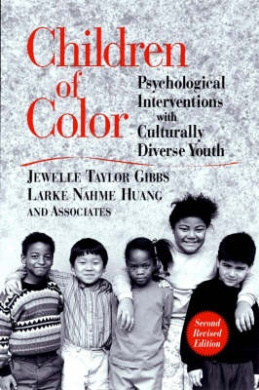 Children
of
Color
Psychological
Interventions
with
Culturally
Diverse Youth
JEWELLE TAYLOR GIBBS
LARKE NAHME HUANG
AND ASSOCIATES
Second
Revised
Edition